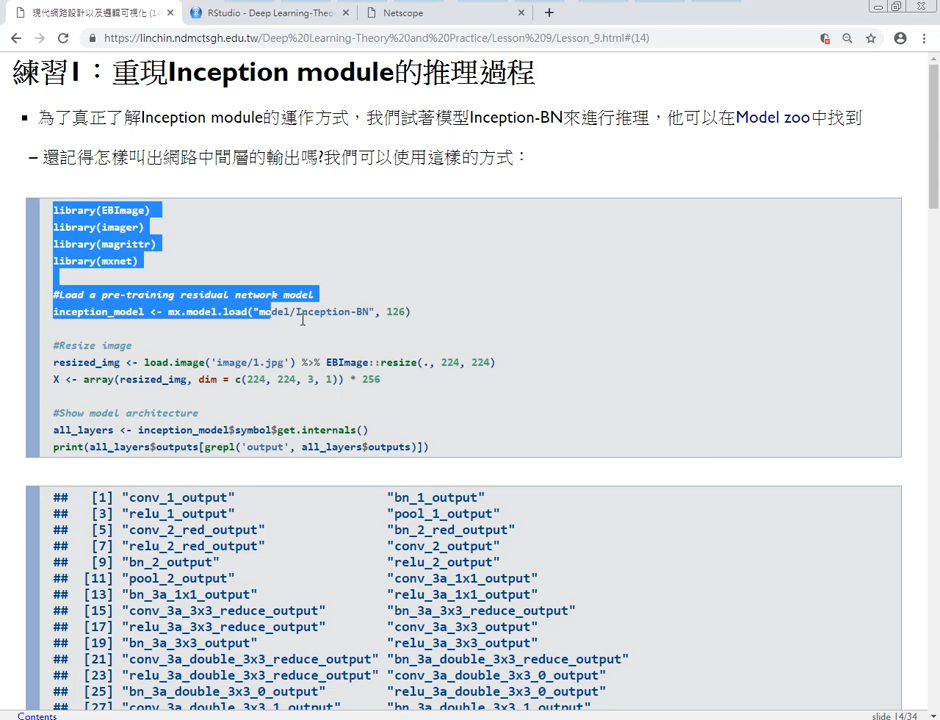 現代網路設計以及邏輯可視化 (14
RStudio - Deep Learning-Theo
Netscape
https://linchin.ndmctsgh.edu.tw/Deep%20Learning-Theory%20and%20Practice/Lesson%209/Lesson_9.html#(14)
練習1：重現Inception module的推理過程
為了真正了解Inception module的運作方式，我們試著模型Inception-BN來進行推理，他可以在Model zoo中找到
– 還記得怎樣叫出網路中間層的輸出嗎?我們可以使用這樣的方式：
library(EBImage)
library(imager)
library(magrittr)
library(mxnet)
#Load a pre-training residual network model
inception_model <- mx.model.load("model/Inception-BN", 126)
#Resize image
resized_img <- load.image('image/1.jpg') %>% EBImage::resize(., 224, 224)
X <- array(resized_img, dim = c(224, 224, 3, 1)) * 256
#Show model architecture
all_layers <- inception_model$symbol$get.internals()
print(all_layers$outputs[grepl('output', all_layers$outputs)])
## [1] "conv_1_output" "bn_1_output"
## [3] "relu_1_output" "pool_1_output"
## [5] "conv_2_red_output" "bn_2_red_output"
## [7] "relu_2_red_output" "conv_2_output"
## [9] "bn_2_output" "relu_2_output"
## [11] "pool_2_output" "conv_3a_1x1_output"
## [13] "bn_3a_1x1_output" "relu_3a_1x1_output"
## [15] "conv_3a_3x3_reduce_output" "bn_3a_3x3_reduce_output"
## [17] "relu_3a_3x3_reduce_output" "conv_3a_3x3_output"
## [19] "bn_3a_3x3_output" "relu_3a_3x3_output"
## [21] "conv_3a_double_3x3_reduce_output" "bn_3a_double_3x3_reduce_output"
## [23] "relu_3a_double_3x3_reduce_output" "conv_3a_double_3x3_0_output"
## [25] "bn_3a_double_3x3_0_output" "relu_3a_double_3x3_0_output"
## [27] "conv_3a_double_3x3_1_output" "bn_3a_double_3x3_1_output"
Contents
slide 14/34